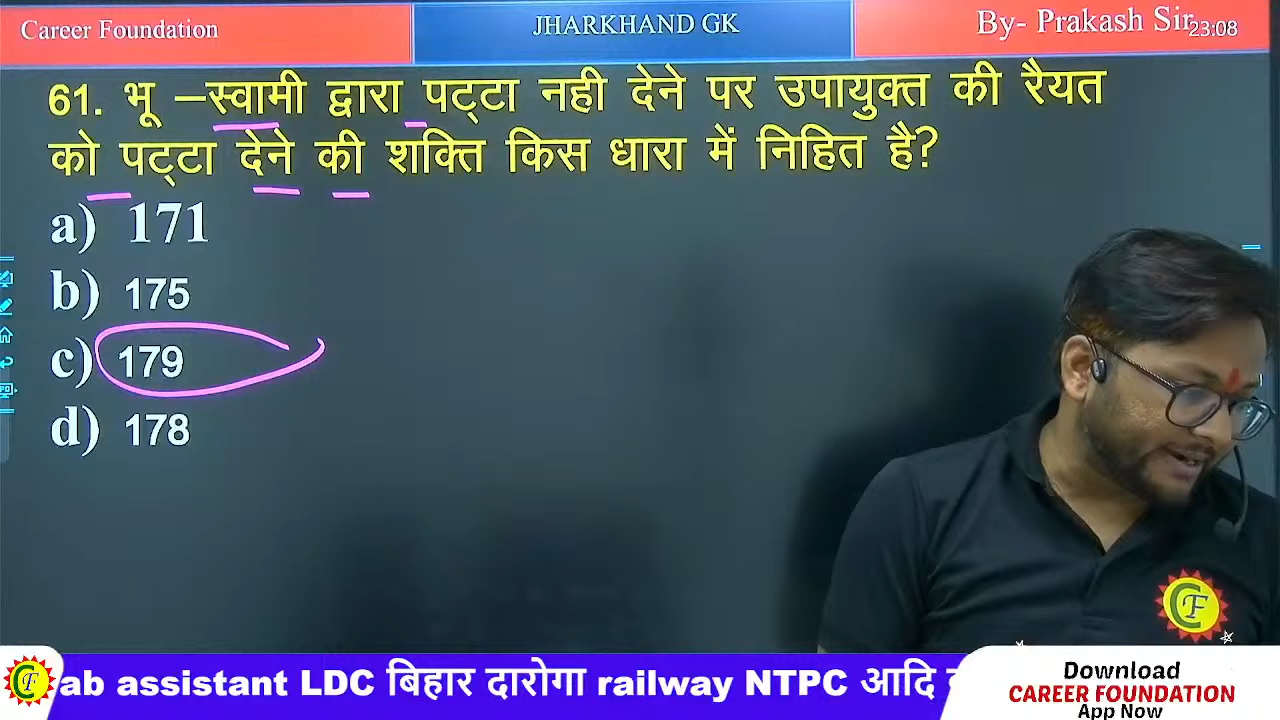 Career Foundation
JHARKHAND GK
By- Prakash Sir
23:08
61. भू –स्वामी द्वारा पट्टा नही देने पर उपायुक्त की रैयत
को पट्टा देने की शक्ति किस धारा में निहित है?
a) 171
b) 175
c) 179
d) 178
CF
CF
ab assistant LDC बिहार दारोगा railway NTPC आदि
Download
CAREER FOUNDATION
App Now